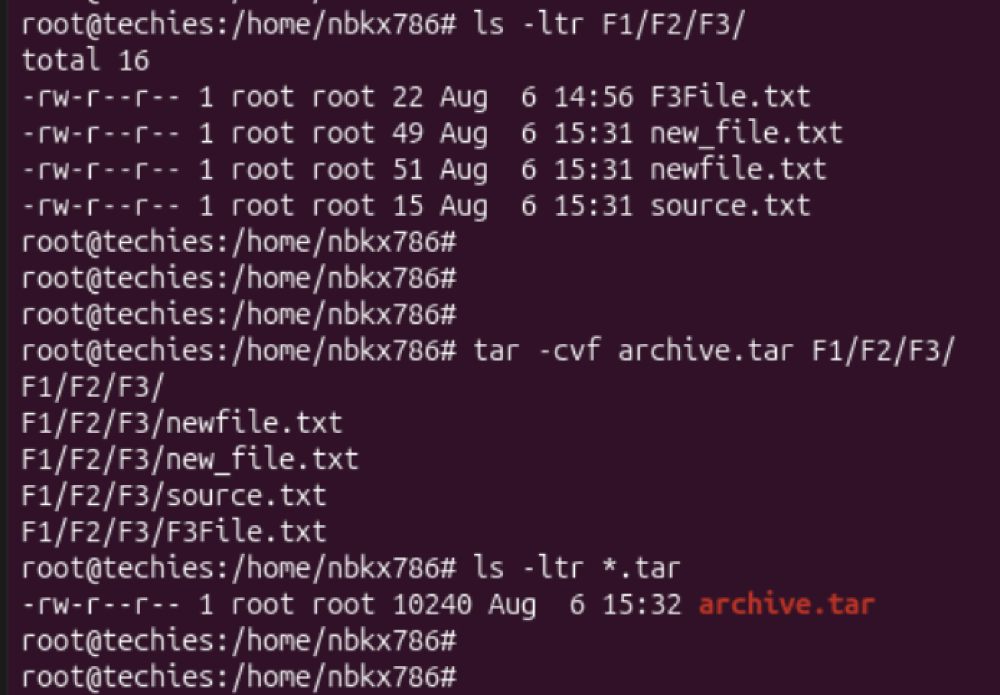 root@techies:/home/nbkx786# ls -ltr F1/F2/F3/
total 16
-rw-r--r-- 1 root root 22 Aug  6 14:56 F3File.txt
-rw-r--r-- 1 root root 49 Aug  6 15:31 new_file.txt
-rw-r--r-- 1 root root 51 Aug  6 15:31 newfile.txt
-rw-r--r-- 1 root root 15 Aug  6 15:31 source.txt
root@techies:/home/nbkx786#
root@techies:/home/nbkx786#
root@techies:/home/nbkx786#
root@techies:/home/nbkx786# tar -cvf archive.tar F1/F2/F3/
F1/F2/F3/
F1/F2/F3/newfile.txt
F1/F2/F3/new_file.txt
F1/F2/F3/source.txt
F1/F2/F3/F3File.txt
root@techies:/home/nbkx786# ls -ltr *.tar
-rw-r--r-- 1 root root 10240 Aug  6 15:32 archive.tar
root@techies:/home/nbkx786#
root@techies:/home/nbkx786#